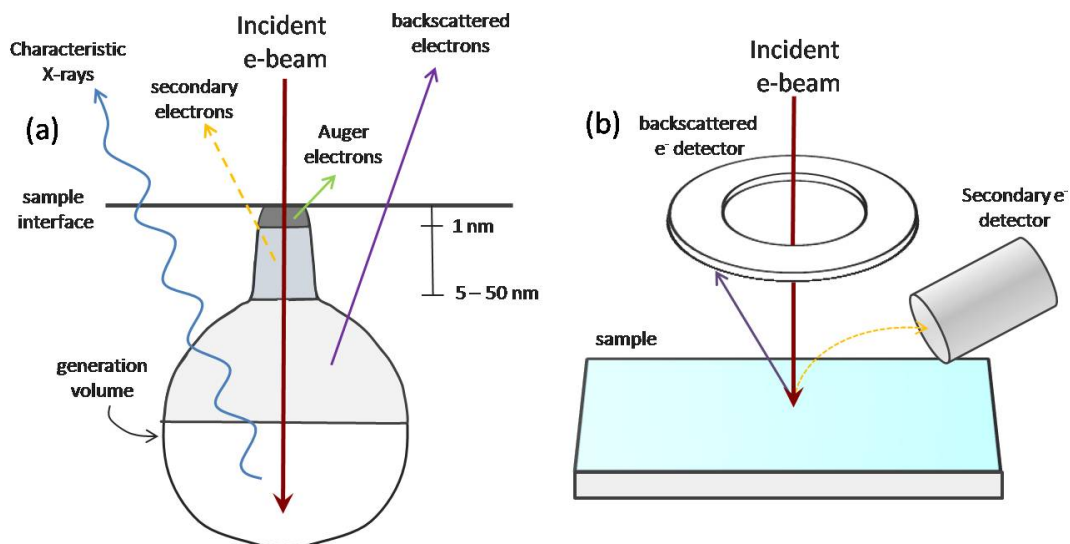 (a)
Characteristic
X-rays
secondary
electrons
Incident
e-beam
backscattered
electrons
Auger
electrons
sample
interface
1 nm
5 – 50 nm
generation
volume
(b)
Incident
e-beam
backscattered
e⁻ detector
Secondary e⁻
detector
sample